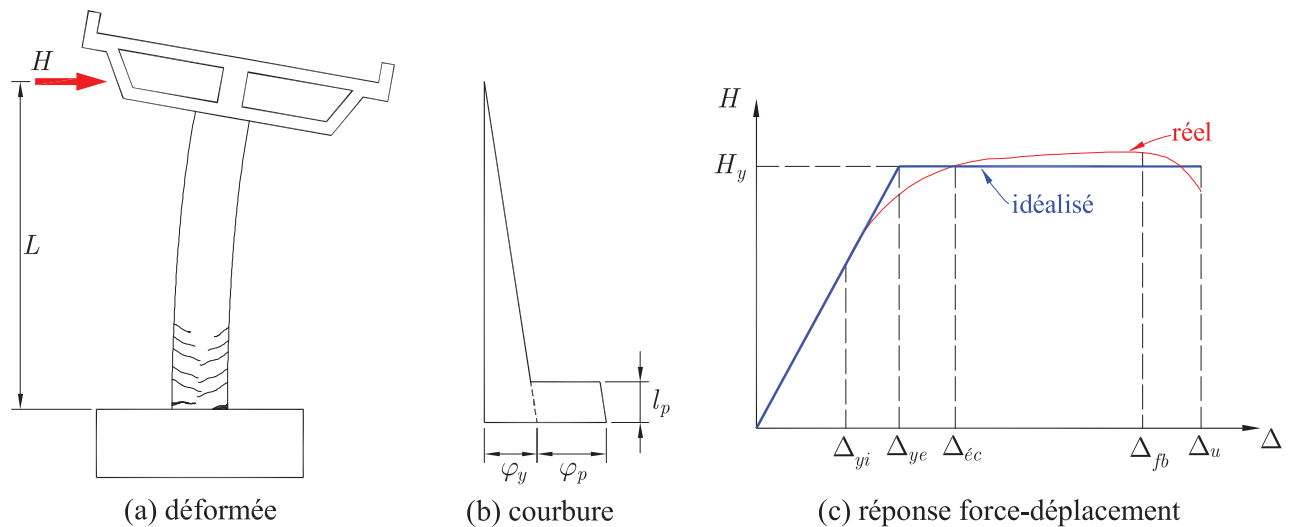 H
L
(a) déformée
l_p
φ_y φ_p
(b) courbure
H
réel
H_y
idéalisé
Δ_yi Δ_ye Δ_éc Δ_fb Δ_u Δ
(c) réponse force-déplacement